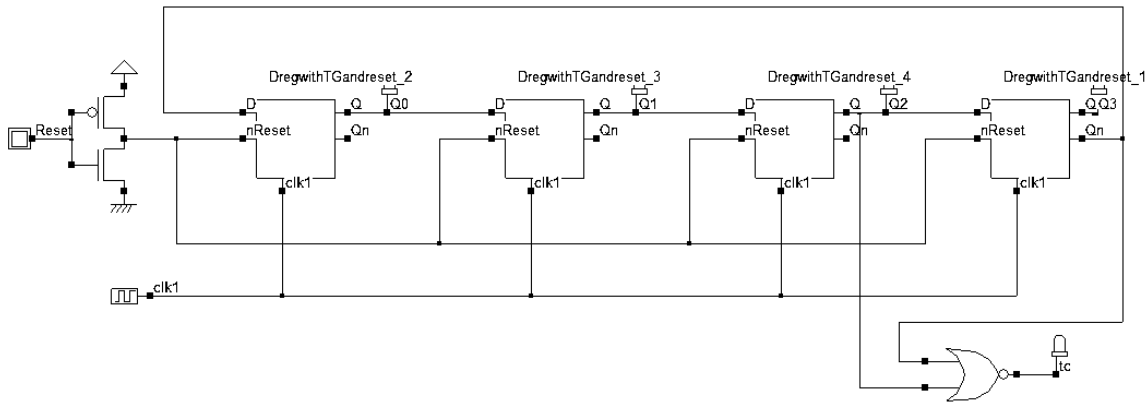 DregwithTGandreset_2
DregwithTGandreset_3
DregwithTGandreset_4
DregwithTGandreset_1
D
Q
Q0
D
Q
Q1
D
Q
Q2
D
Q
Q3
Reset
nReset
Qn
nReset
Qn
nReset
Qn
nReset
Qn
clk1
clk1
clk1
clk1
clk1
tc